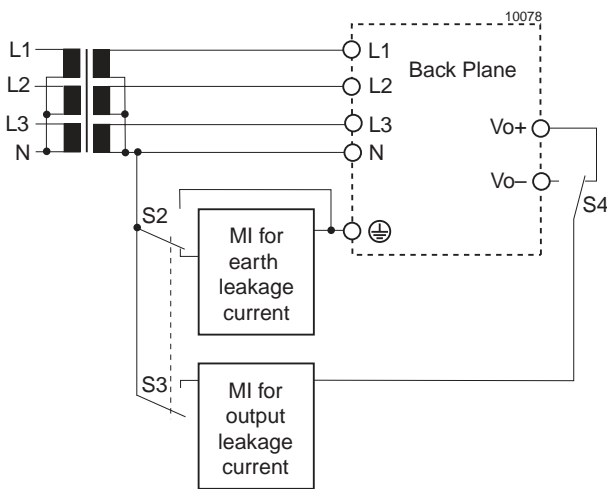 10078
L1
L1
Back Plane
L2
L2
L3
L3
Vo+
N
N
Vo–
S4
S2
MI for
earth
leakage
current
S3
MI for
output
leakage
current